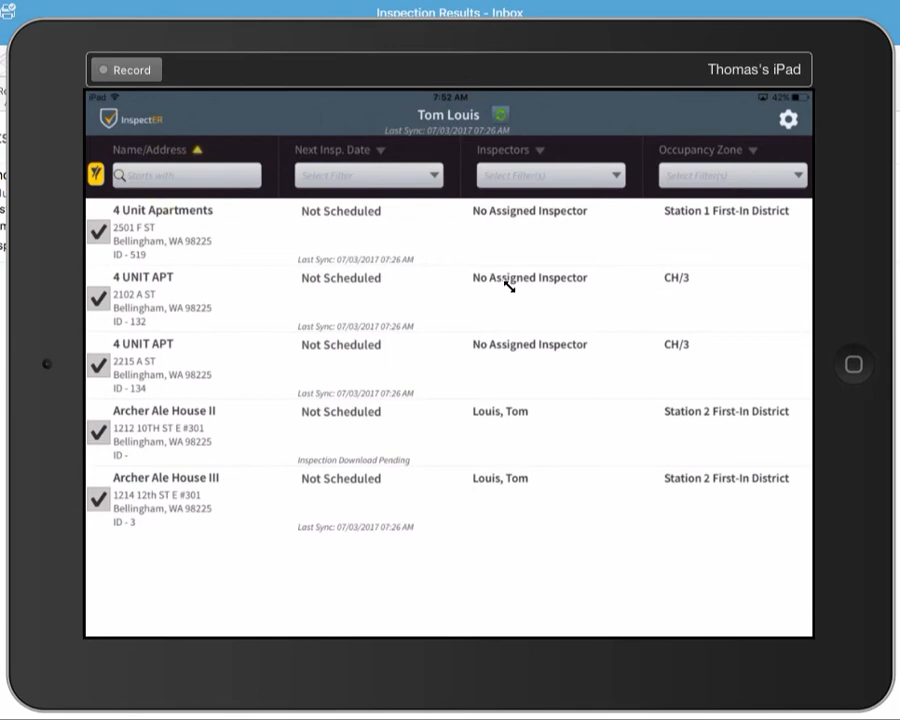 Inspection Results - Inbox
Record
Thomas's iPad
iPad
7:52 AM
42%
InspectER
Tom Louis
Last Sync: 07/03/2017 07:26 AM
Name/Address
Next Insp. Date
Inspectors
Occupancy Zone
Starts with
Select Filter
Select Filter(s)
Select Filter(s)
4 Unit Apartments
Not Scheduled
No Assigned Inspector
Station 1 First-In District
2501 F ST
Bellingham, WA 98225
ID - 519
Last Sync: 07/03/2017 07:26 AM
4 UNIT APT
Not Scheduled
No Assigned Inspector
CH/3
2102 A ST
Bellingham, WA 98225
ID - 132
Last Sync: 07/03/2017 07:26 AM
4 UNIT APT
Not Scheduled
No Assigned Inspector
CH/3
2215 A ST
Bellingham, WA 98225
ID - 134
Last Sync: 07/03/2017 07:26 AM
Archer Ale House II
Not Scheduled
Louis, Tom
Station 2 First-In District
1212 10TH ST E #301
Bellingham, WA 98225
ID -
Inspection Download Pending
Archer Ale House III
Not Scheduled
Louis, Tom
Station 2 First-In District
1214 12th ST E #301
Bellingham, WA 98225
ID - 3
Last Sync: 07/03/2017 07:26 AM